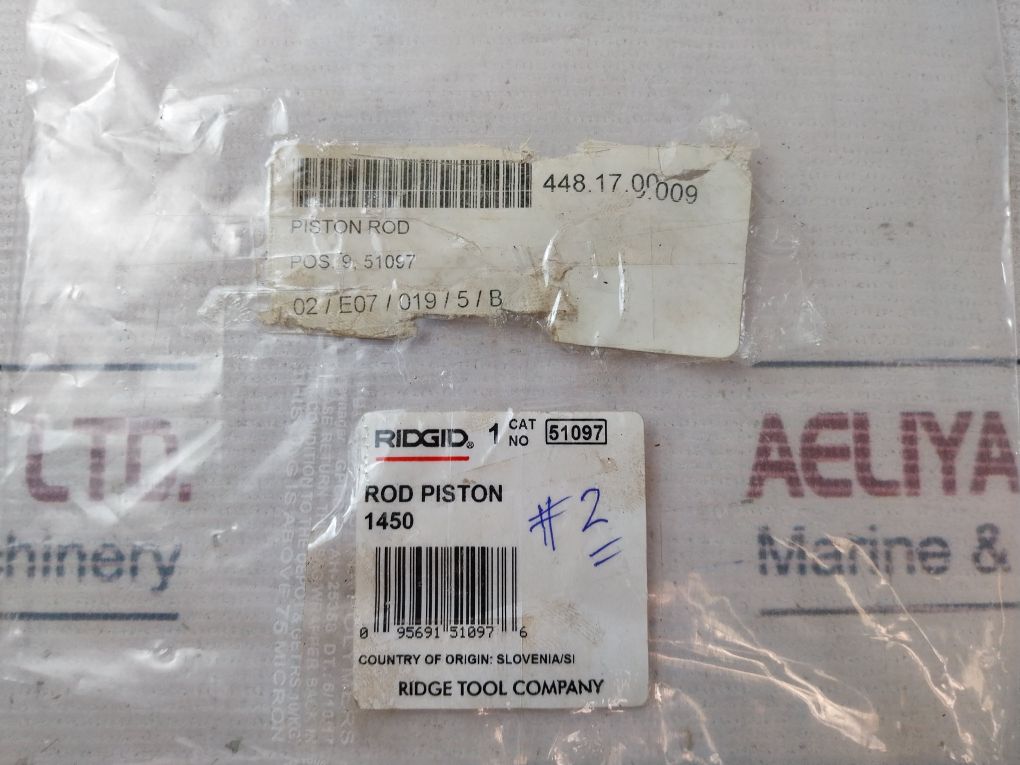 448.17.00
.009
PISTON ROD
POS. 9, 51097
02 / E07 / 019 / 5 / B
RIDGID® 1 CAT NO 51097
ROD PISTON
1450
#2
0 95691 51097 6
COUNTRY OF ORIGIN: SLOVENIA/SI
RIDGE TOOL COMPANY
LTD.
AELIYA
chinery
Marine &